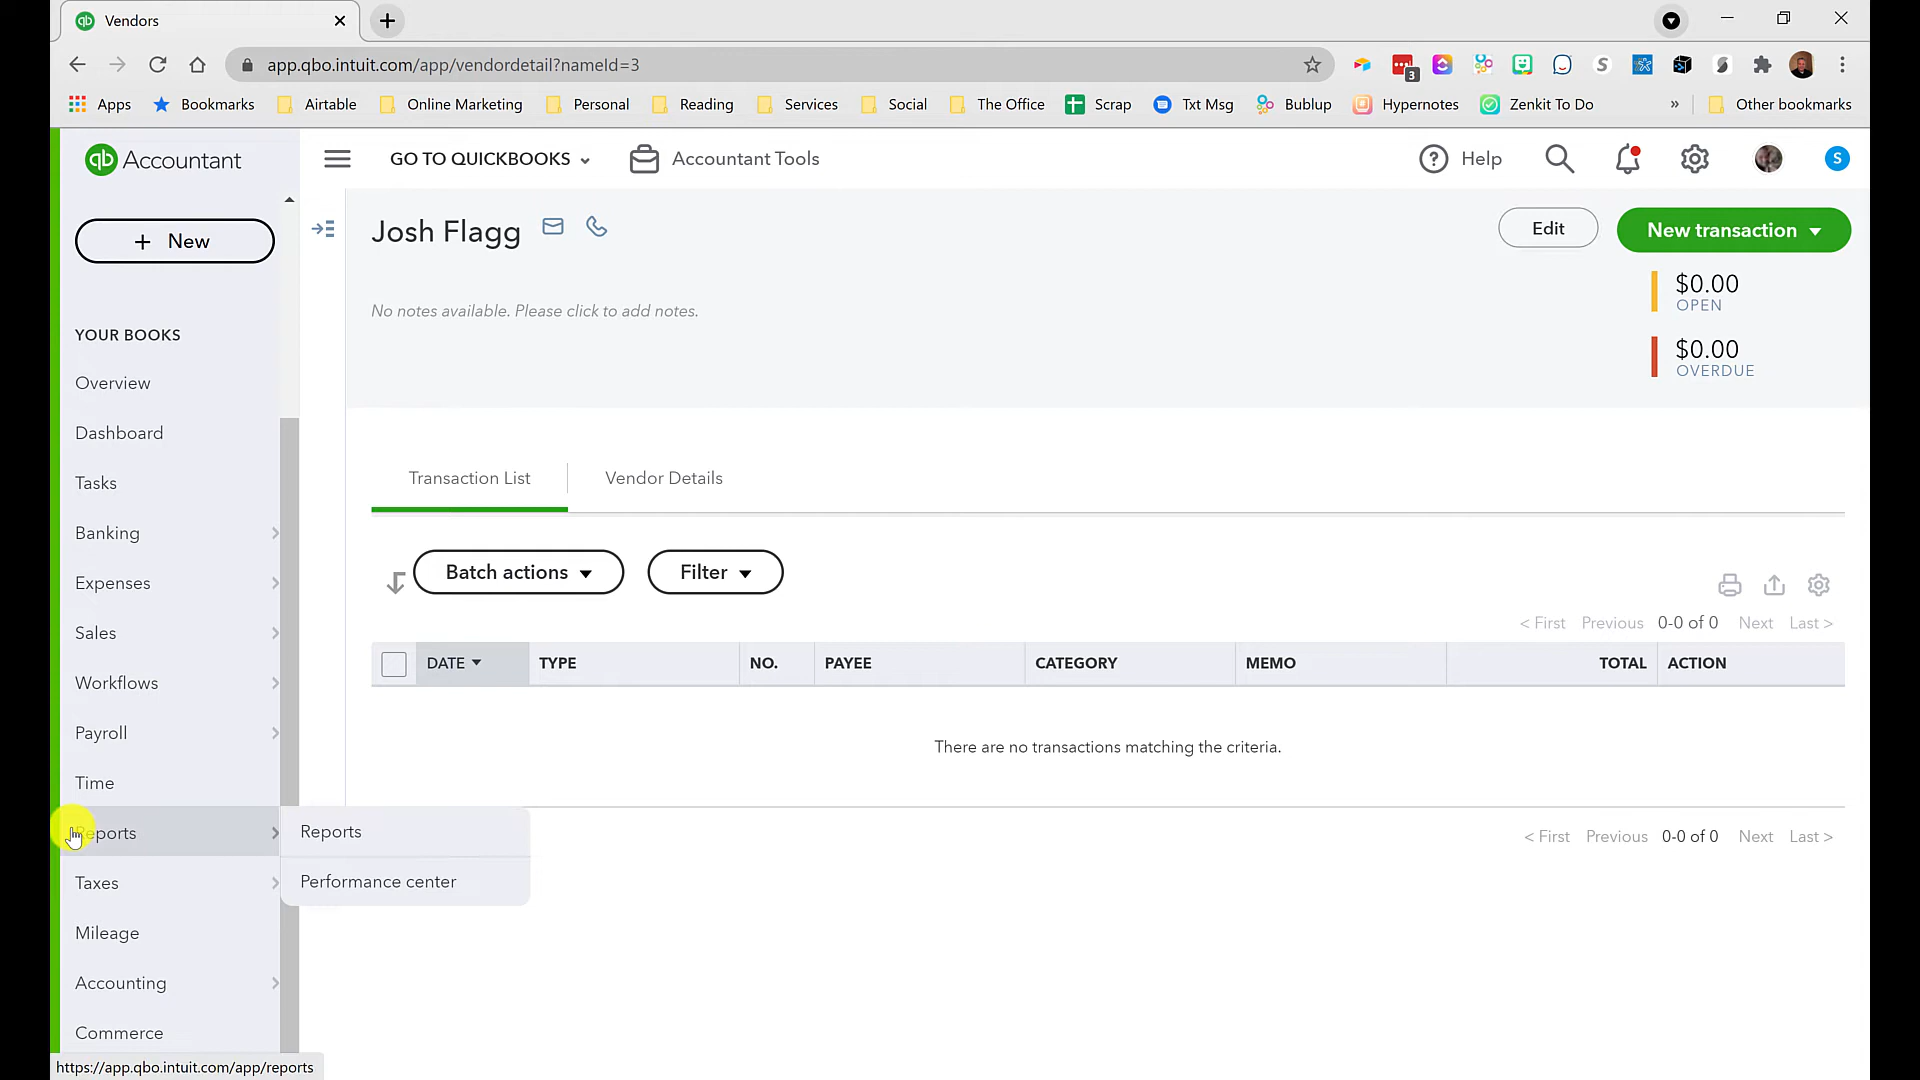 Vendors
app.qbo.intuit.com/app/vendordetail?nameId=3
3
Apps
Bookmarks
Airtable
Online Marketing
Personal
Reading
Services
Social
The Office
Scrap
Txt Msg
Bublup
Hypernotes
Zenkit To Do
»
Other bookmarks
qb Accountant
GO TO QUICKBOOKS
Accountant Tools
Help
S
+ New
Josh Flagg
Edit
New transaction
No notes available. Please click to add notes.
$0.00
OPEN
$0.00
OVERDUE
YOUR BOOKS
Overview
Dashboard
Tasks
Banking
Expenses
Sales
Workflows
Payroll
Time
Reports
Taxes
Mileage
Accounting
Commerce
Reports
Performance center
Transaction List
Vendor Details
Batch actions
Filter
< First Previous 0-0 of 0 Next Last >
DATE TYPE NO. PAYEE CATEGORY MEMO TOTAL ACTION
There are no transactions matching the criteria.
< First Previous 0-0 of 0 Next Last >
https://app.qbo.intuit.com/app/reports